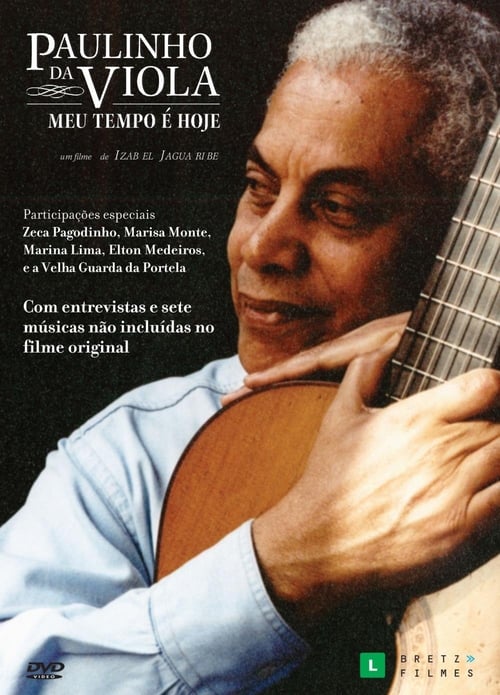 PAULINHO
DA VIOLA
MEU TEMPO É HOJE
um filme de IZABEL JAGUARIBE
Participações especiais
Zeca Pagodinho, Marisa Monte,
Marina Lima, Elton Medeiros,
e a Velha Guarda da Portela
Com entrevistas e sete
músicas não incluídas no
filme original
DVD
VIDEO
L
BRETZ»
FILMES